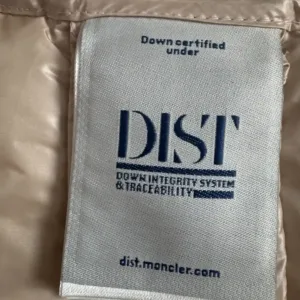 Down certified
under
DIST
DOWN INTEGRITY SYSTEM
& TRACEABILITY
dist.moncler.com